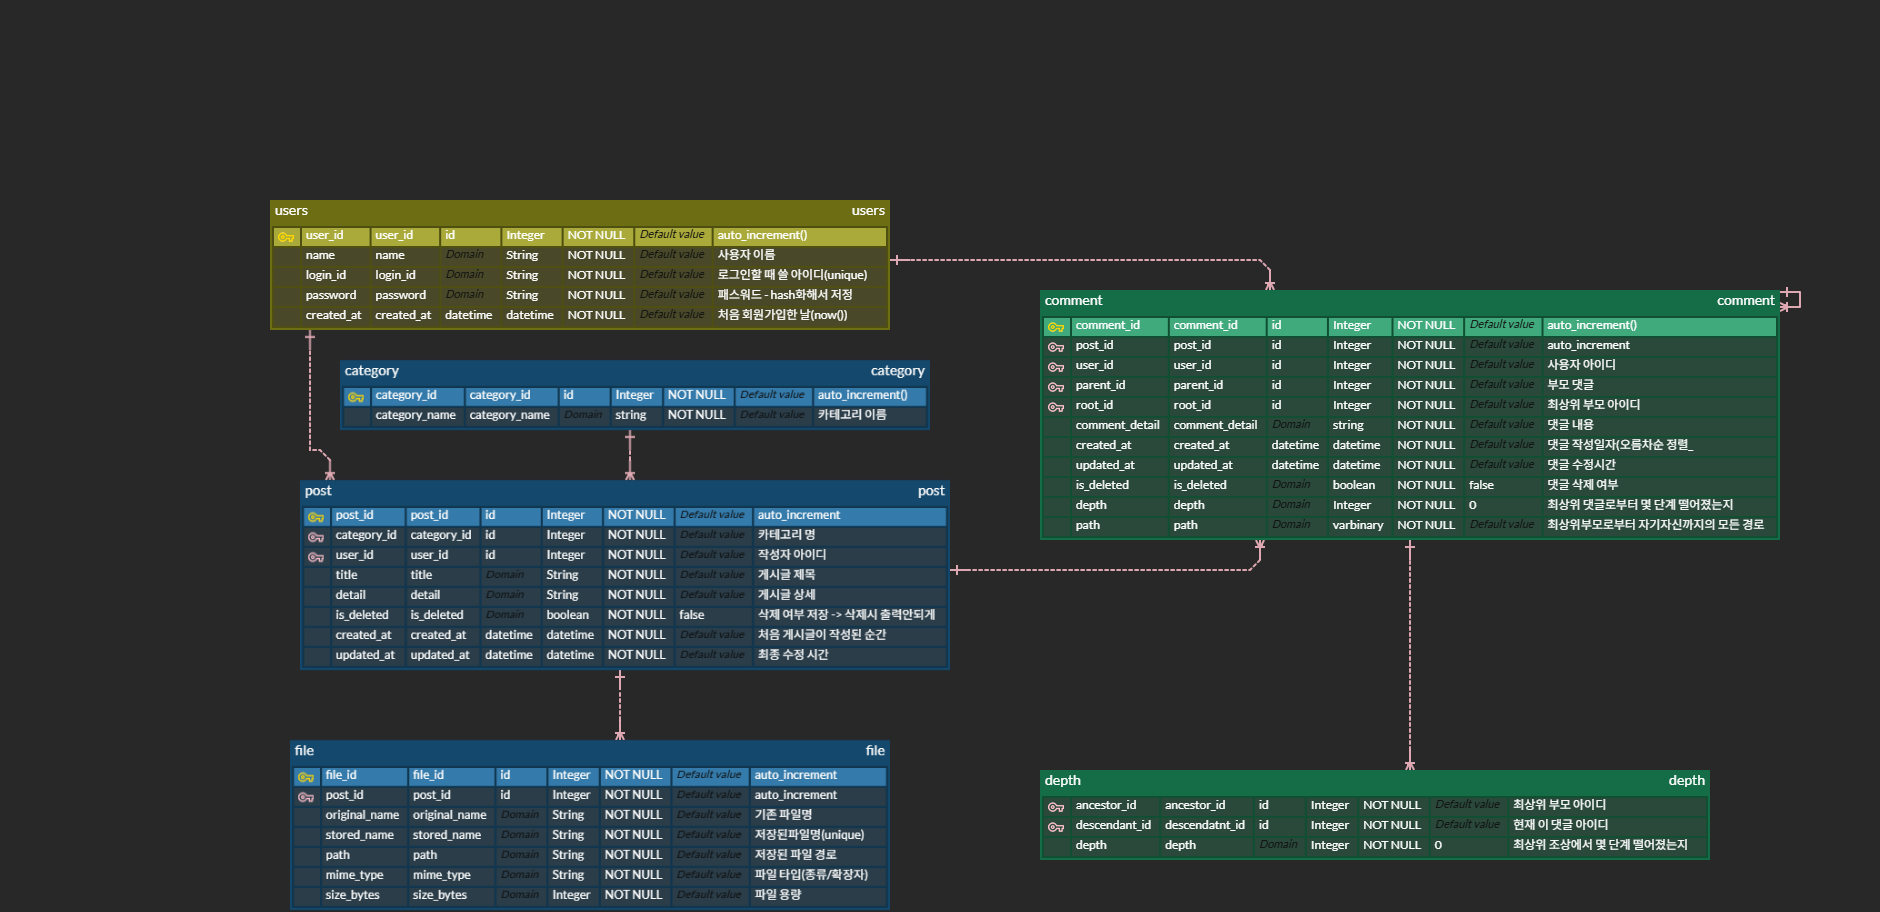 users users
user_id user_id id Integer NOT NULL Default value auto_increment()
name name Domain String NOT NULL Default value 사용자 이름
login_id login_id Domain String NOT NULL Default value 로그인할 때 쓸 아이디(unique)
password password Domain String NOT NULL Default value 패스워드 - hash화해서 저정
created_at created_at datetime datetime NOT NULL Default value 처음 회원가입한 날(now())
category category
category_id category_id id Integer NOT NULL Default value auto_increment()
category_name category_name Domain string NOT NULL Default value 카테고리 이름
post post
post_id post_id id Integer NOT NULL Default value auto_increment
category_id category_id id Integer NOT NULL Default value 카테고리 명
user_id user_id id Integer NOT NULL Default value 작성자 아이디
title title Domain String NOT NULL Default value 게시글 제목
detail detail Domain String NOT NULL Default value 게시글 상세
is_deleted is_deleted Domain boolean NOT NULL false 삭제 여부 저장 -> 삭제시 출력안되게
created_at created_at datetime datetime NOT NULL Default value 처음 게시글이 작성된 순간
updated_at updated_at datetime datetime NOT NULL Default value 최종 수정 시간
file file
file_id file_id id Integer NOT NULL Default value auto_increment
post_id post_id id Integer NOT NULL Default value auto_increment
original_name original_name Domain String NOT NULL Default value 기존 파일명
stored_name stored_name Domain String NOT NULL Default value 저장된파일명(unique)
path path Domain String NOT NULL Default value 저장된 파일 경로
mime_type mime_type Domain String NOT NULL Default value 파일 타입(종류/확장자)
size_bytes size_bytes Domain Integer NOT NULL Default value 파일 용량
comment comment
comment_id comment_id id Integer NOT NULL Default value auto_increment()
post_id post_id id Integer NOT NULL Default value auto_increment
user_id user_id id Integer NOT NULL Default value 사용자 아이디
parent_id parent_id id Integer NOT NULL Default value 부모 댓글
root_id root_id id Integer NOT NULL Default value 최상위 부모 아이디
comment_detail comment_detail Domain string NOT NULL Default value 댓글 내용
created_at created_at datetime datetime NOT NULL Default value 댓글 작성일자(오름차순 정렬_
updated_at updated_at datetime datetime NOT NULL Default value 댓글 수정시간
is_deleted is_deleted Domain boolean NOT NULL false 댓글 삭제 여부
depth depth Domain Integer NOT NULL 0 최상위 댓글로부터 몇 단계 떨어졌는지
path path Domain varbinary NOT NULL Default value 최상위부모로부터 자기자신까지의 모든 경로
depth depth
ancestor_id ancestor_id id Integer NOT NULL Default value 최상위 부모 아이디
descendant_id descendatnt_id id Integer NOT NULL Default value 현재 이 댓글 아이디
depth depth Domain Integer NOT NULL 0 최상위 조상에서 몇 단계 떨어졌는지